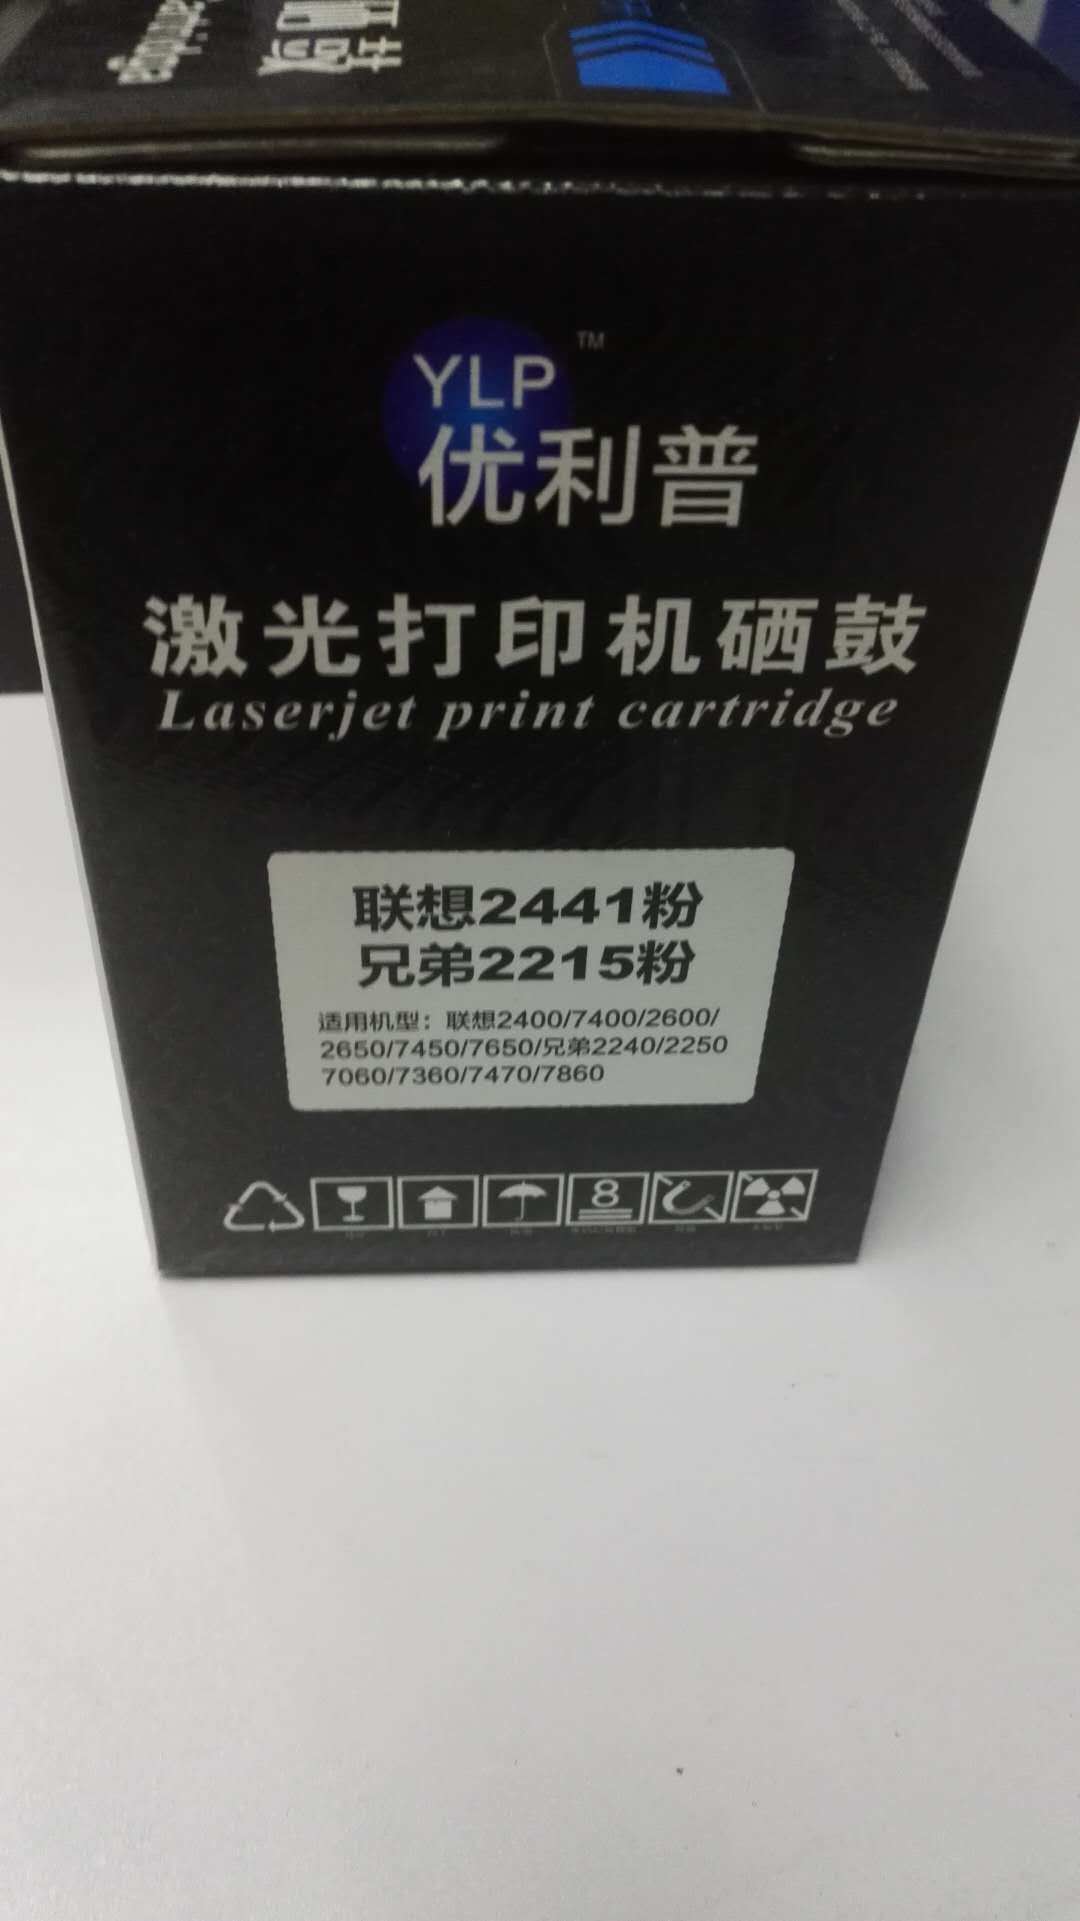 YLP
TM
优利普
激光打印机硒鼓
Laserjet print cartridge
联想2441粉
兄弟2215粉
适用机型：联想2400/7400/2600/
2650/7450/7650/兄弟2240/2250
7060/7360/7470/7860
8